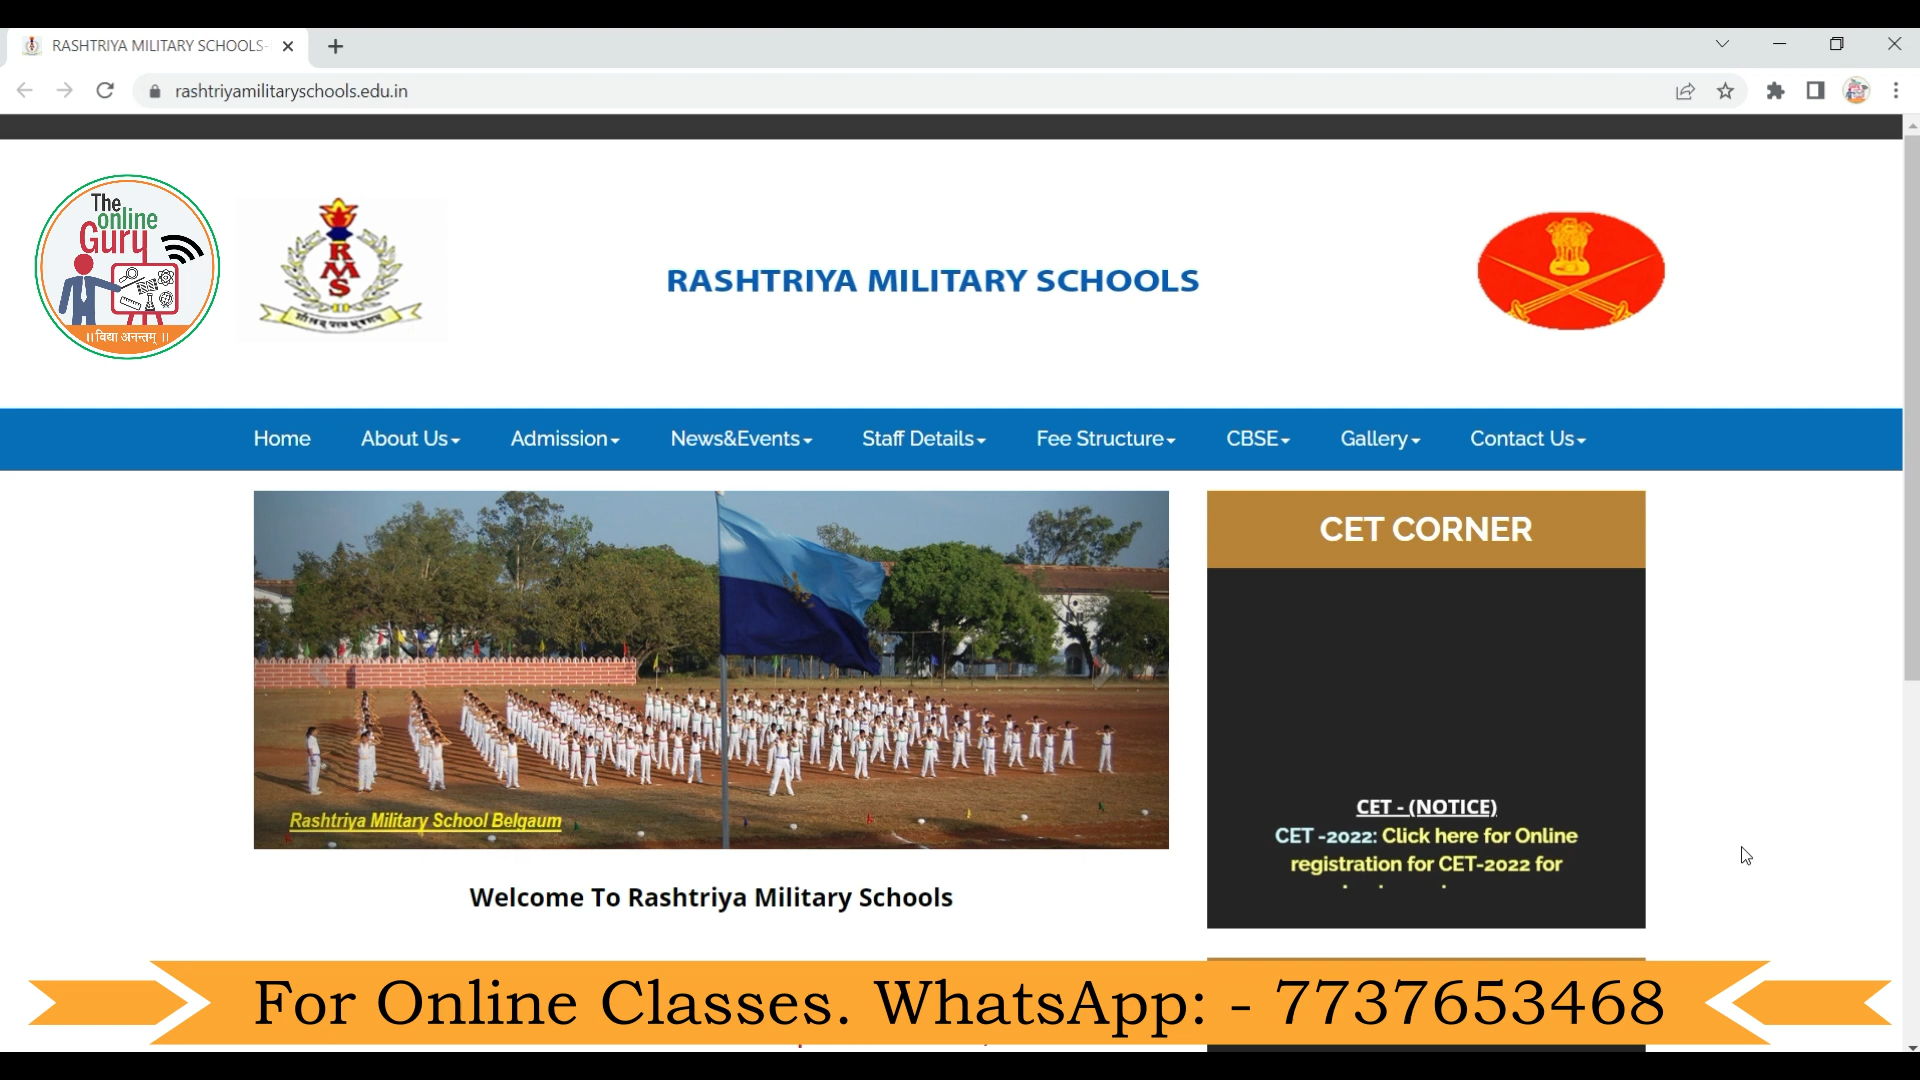 RASHTRIYA MILITARY SCHOOLS-
rashtriyamilitaryschools.edu.in
The
online
Guru
॥ विद्या अनन्तम् ॥
RMS
RASHTRIYA MILITARY SCHOOLS
Home About Us Admission News&Events Staff Details Fee Structure CBSE Gallery Contact Us
CET CORNER
CET - (NOTICE)
CET -2022: Click here for Online
registration for CET-2022 for
Rashtriya Military School Belgaum
Welcome To Rashtriya Military Schools
For Online Classes. WhatsApp: - 7737653468